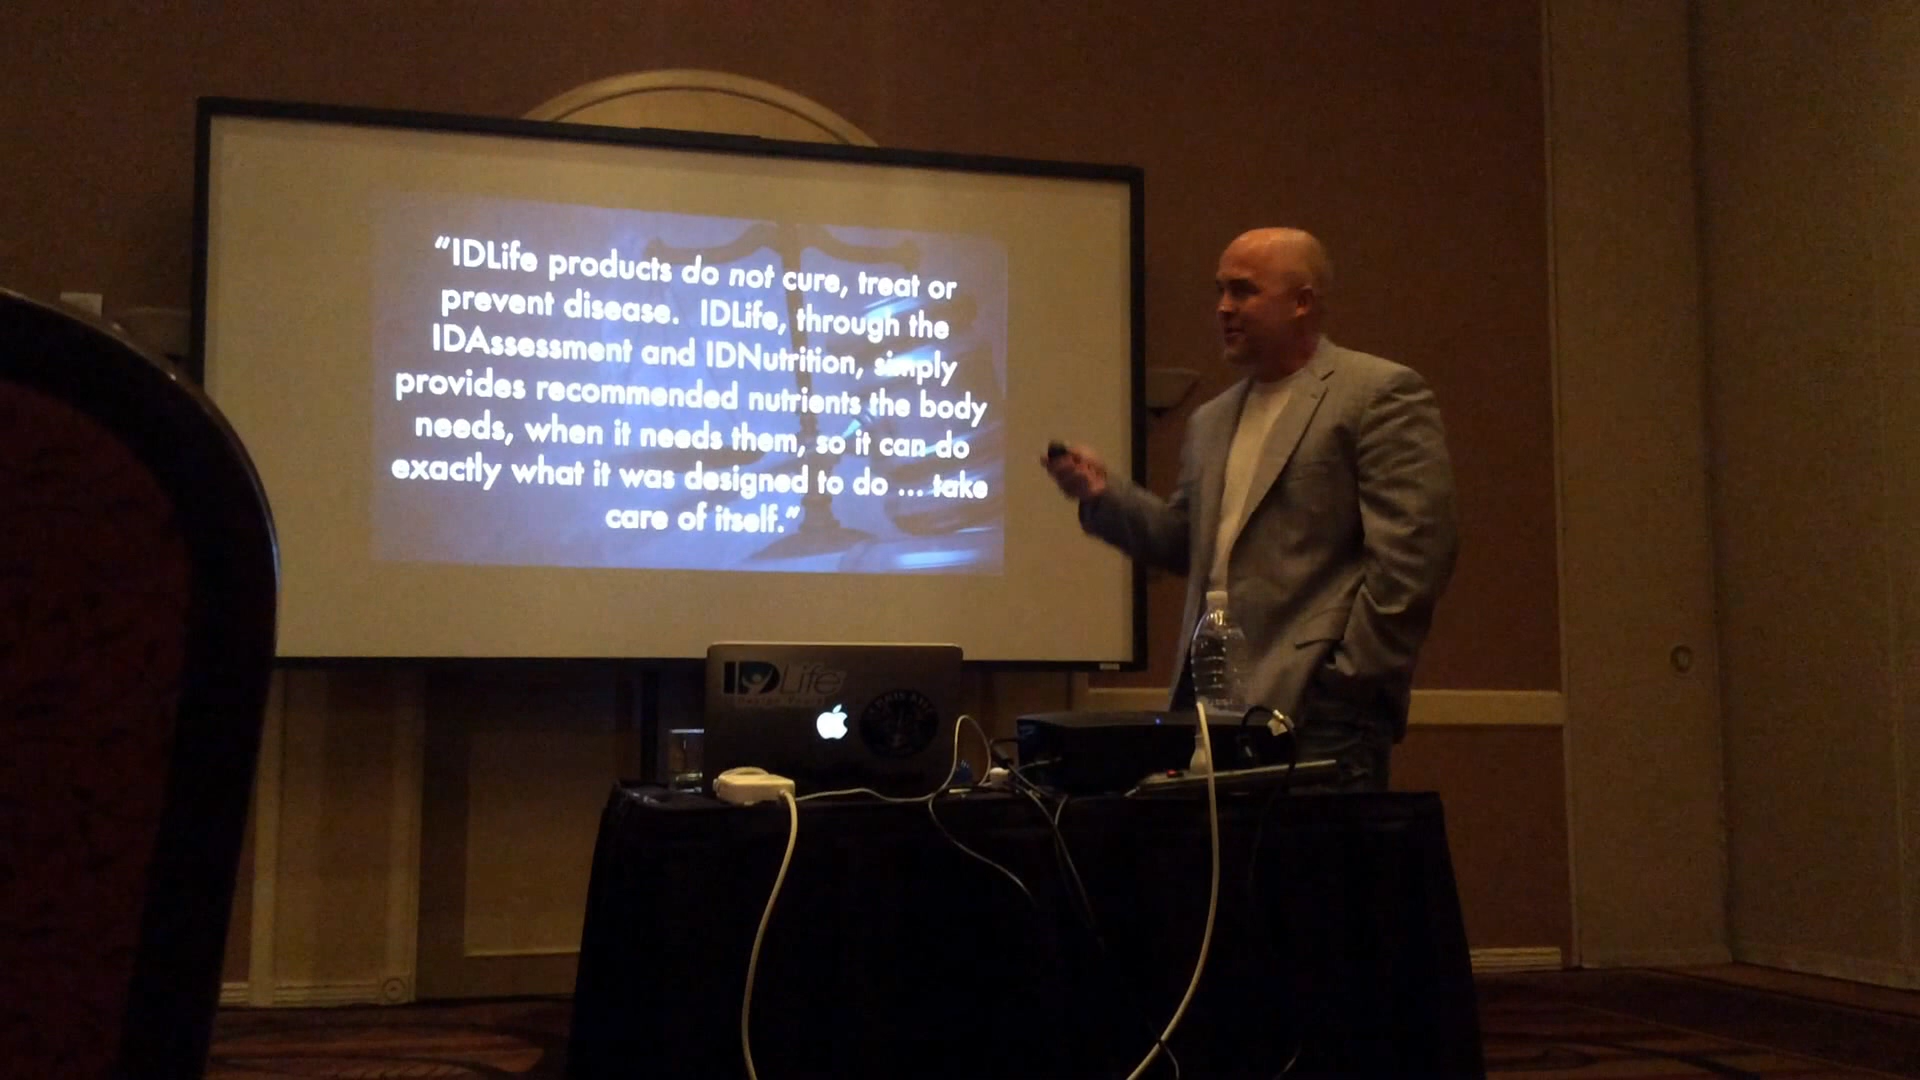 “IDLife products do not cure, treat or
prevent disease. IDLife, through the
IDAssessment and IDNutrition, simply
provides recommended nutrients the body
needs, when it needs them, so it can do
exactly what it was designed to do ... take
care of itself.”
IDLife